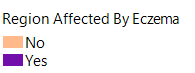 Region Affected By Eczema
No
Yes